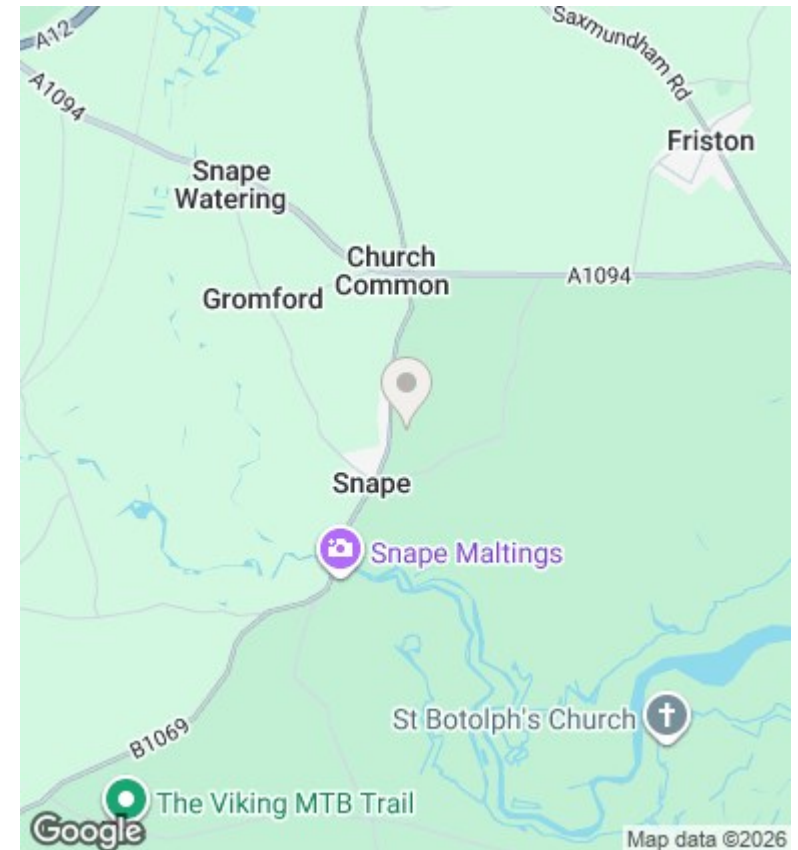 A12
Saxmundham Rd
A1094
Friston
Snape
Watering
Church
Common
A1094
Gromford
Snape
Snape Maltings
St Botolph's Church
B1069
The Viking MTB Trail
Google
Map data ©2026